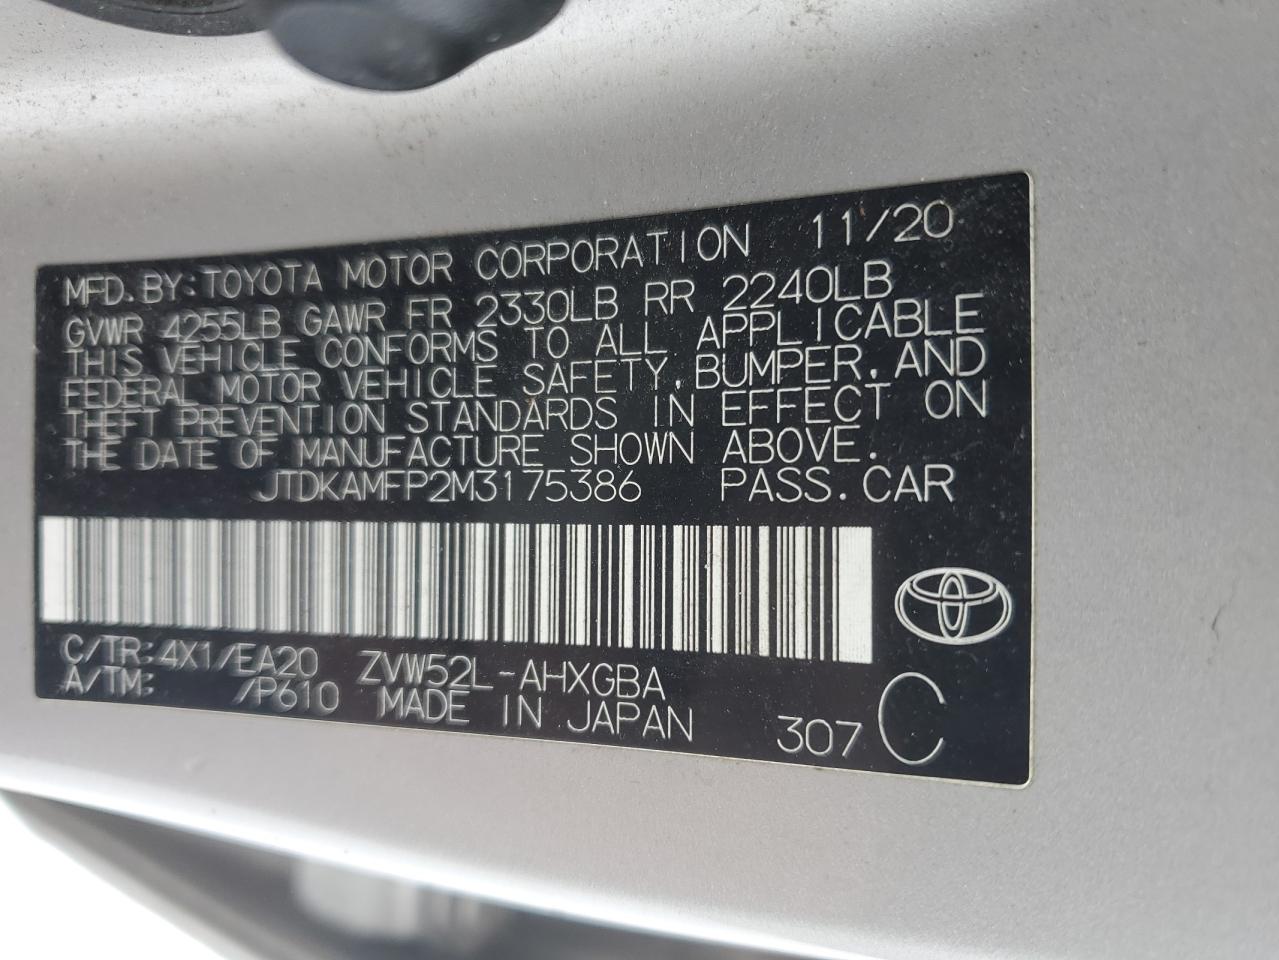 MFD. BY: TOYOTA MOTOR CORPORATION 11/20
GVWR 4255LB GAWR FR 2330LB RR 2240LB
THIS VEHICLE CONFORMS TO ALL APPLICABLE
FEDERAL MOTOR VEHICLE SAFETY, BUMPER, AND
THEFT PREVENTION STANDARDS IN EFFECT ON
THE DATE OF MANUFACTURE SHOWN ABOVE.
JTDKAMFP2M3175386 PASS. CAR
C/TR: 4X1/EA20 ZVW52L-AHXGBA
A/TM: /P610 MADE IN JAPAN 307 C